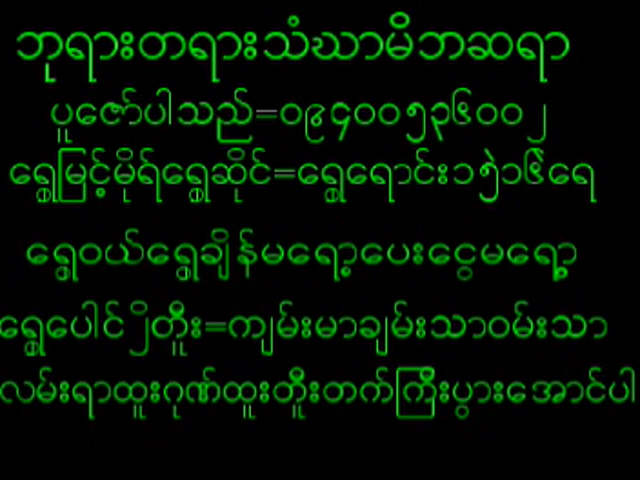 ဘုရားတရားသံဃာမိဘဆရာ
ပူဇော်ပါသည်=၀၉၄၀၀၅၃၆၀၀၂
ရွှေမြင့်မိုရ်ရွှေဆိုင်=ရွှေရောင်း၁၅ဲ၁၆ဲရေ
ရွှေဝယ်ရွှေချိန်မရော့ပေးငွေမရော့
ရွှေပေါင်၂ိတိူး=ကျမ်းမာချမ်းသာဝမ်းသာ
လမ်းရာထူးဂုဏ်ထူးတိူးတက်ကြီးပွားအောင်ပါ